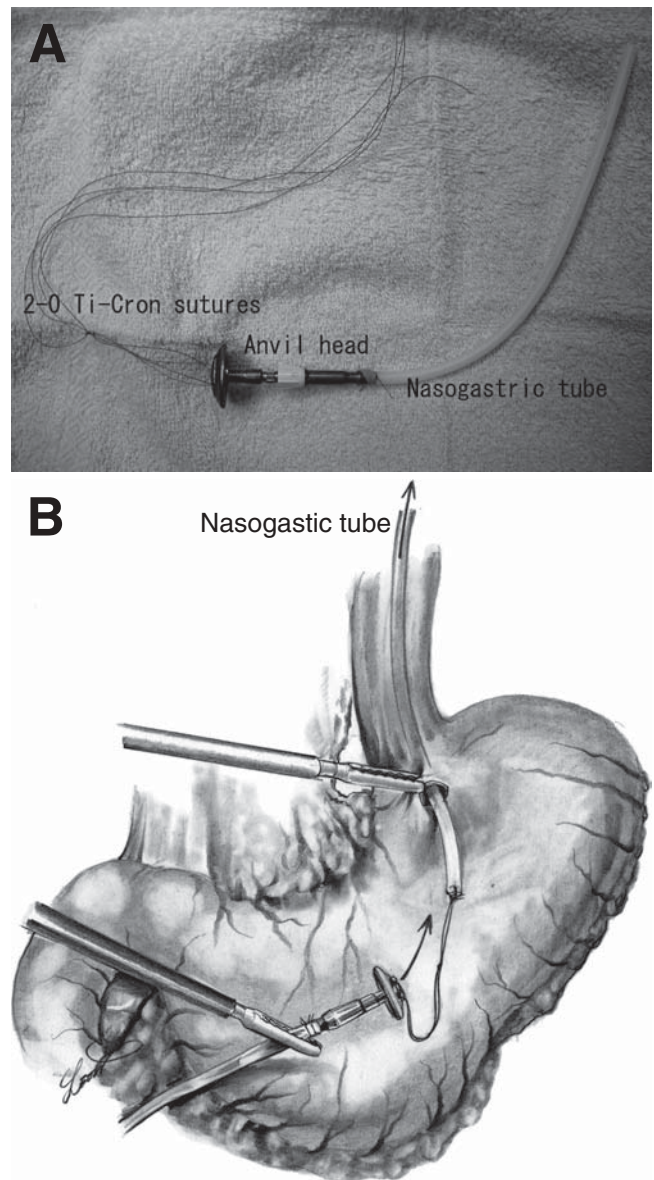 A
2-0 Ti-Cron sutures
Anvil head
Nasogastric tube
B
Nasogastic tube